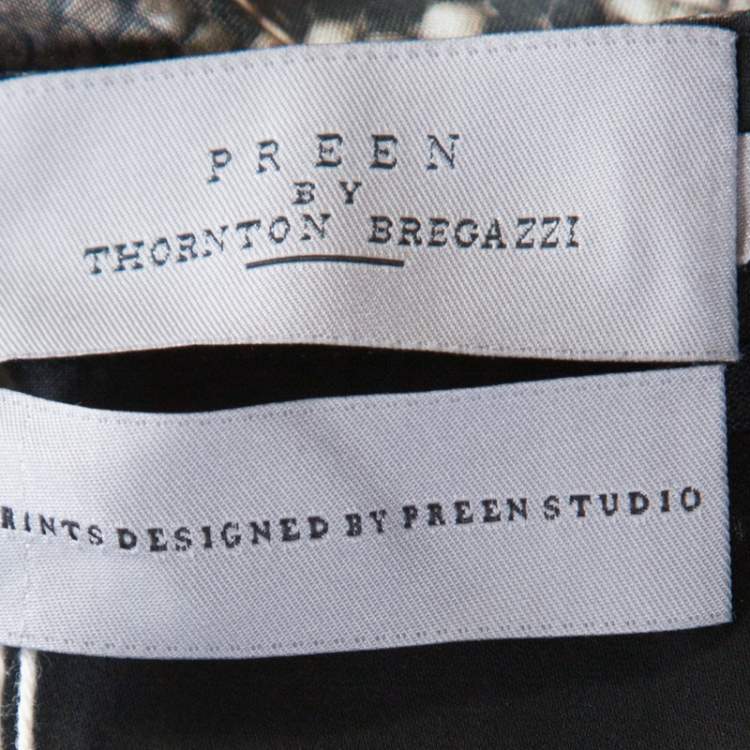 PREEN
BY
THORNTON BREGAZZI
RINTS DESIGNED BY PREEN STUDIO